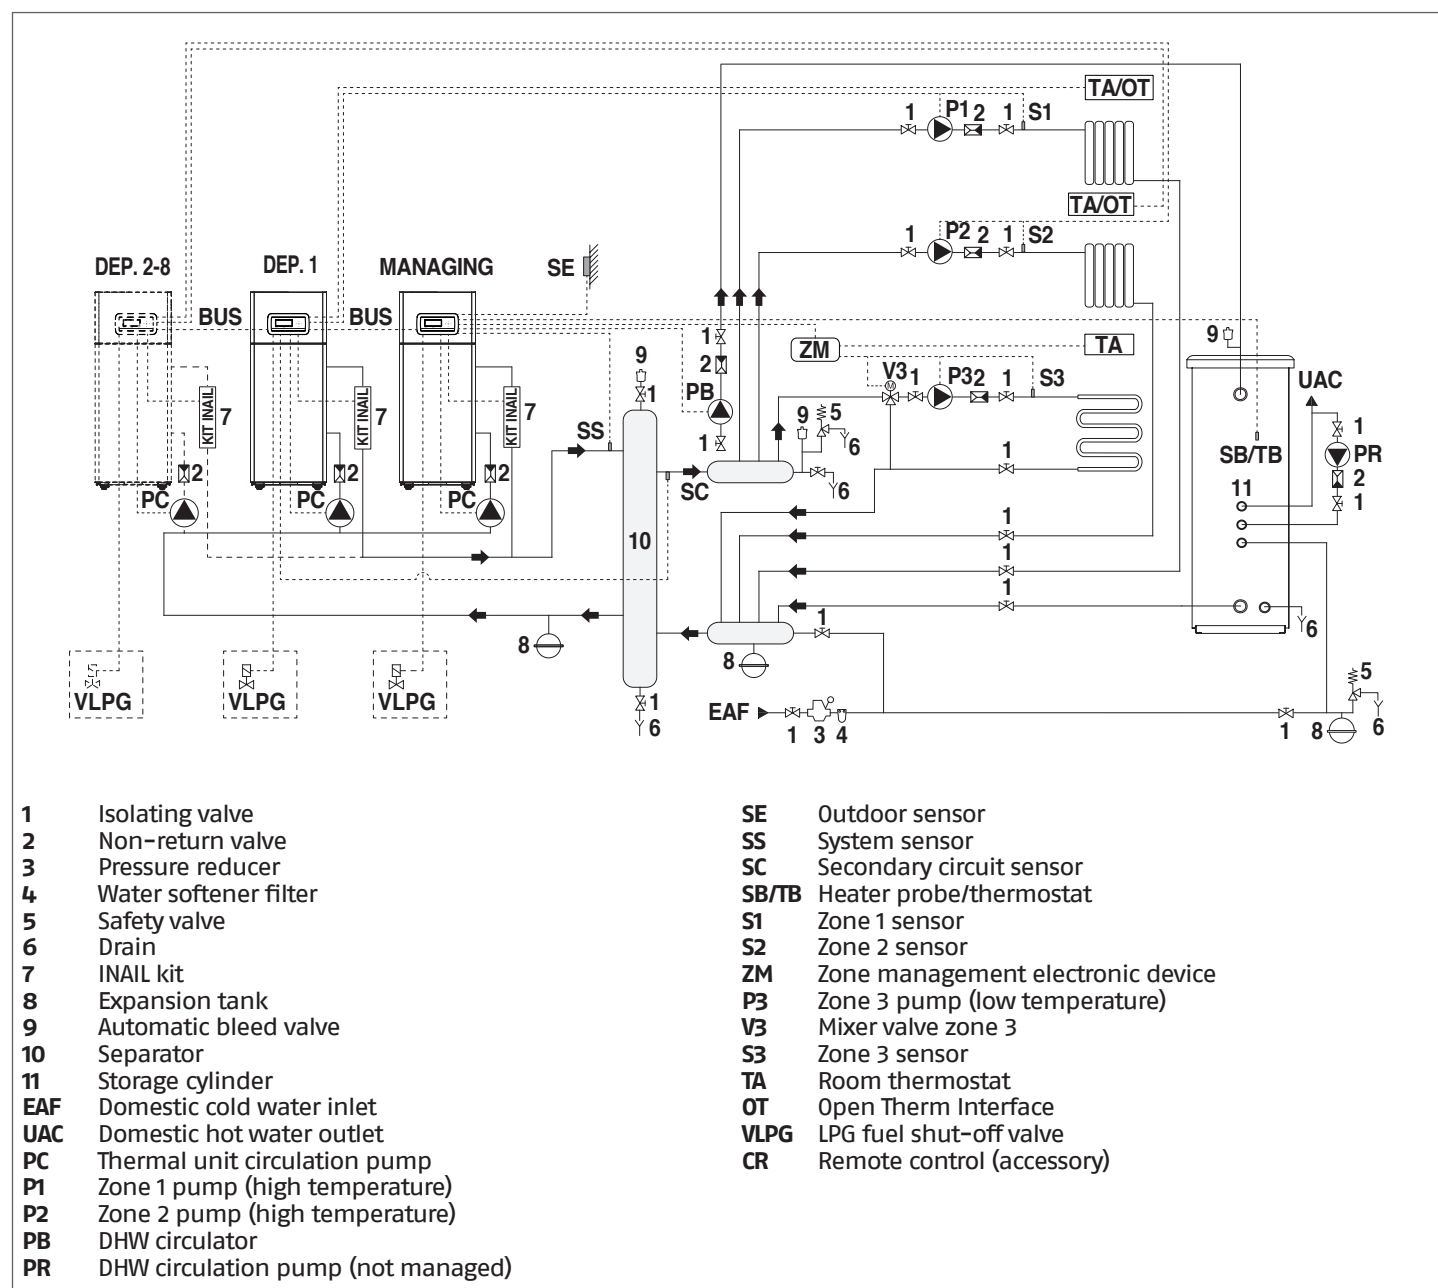 TA/OT
1 P1 2 1 S1
TA/OT
1 P2 2 1 S2
DEP. 2-8 DEP. 1 MANAGING SE
BUS BUS
1 ZM TA 9
9 2 V3 1 P3 2 1 S3 UAC
KIT INAIL 7 KIT INAIL 7 KIT INAIL 7
1 PB 9 5
SS 1 6 1 1
SB/TB PR
2 2 2 SC 6 11 2
PC PC PC 1
10 1
1
1
8 1 6
8
VLPG VLPG VLPG 1 5
6 EAF 1 3 4 1 8 6
1 Isolating valve
2 Non-return valve
3 Pressure reducer
4 Water softener filter
5 Safety valve
6 Drain
7 INAIL kit
8 Expansion tank
9 Automatic bleed valve
10 Separator
11 Storage cylinder
EAF Domestic cold water inlet
UAC Domestic hot water outlet
PC Thermal unit circulation pump
P1 Zone 1 pump (high temperature)
P2 Zone 2 pump (high temperature)
PB DHW circulator
PR DHW circulation pump (not managed)
SE Outdoor sensor
SS System sensor
SC Secondary circuit sensor
SB/TB Heater probe/thermostat
S1 Zone 1 sensor
S2 Zone 2 sensor
ZM Zone management electronic device
P3 Zone 3 pump (low temperature)
V3 Mixer valve zone 3
S3 Zone 3 sensor
TA Room thermostat
OT Open Therm Interface
VLPG LPG fuel shut-off valve
CR Remote control (accessory)